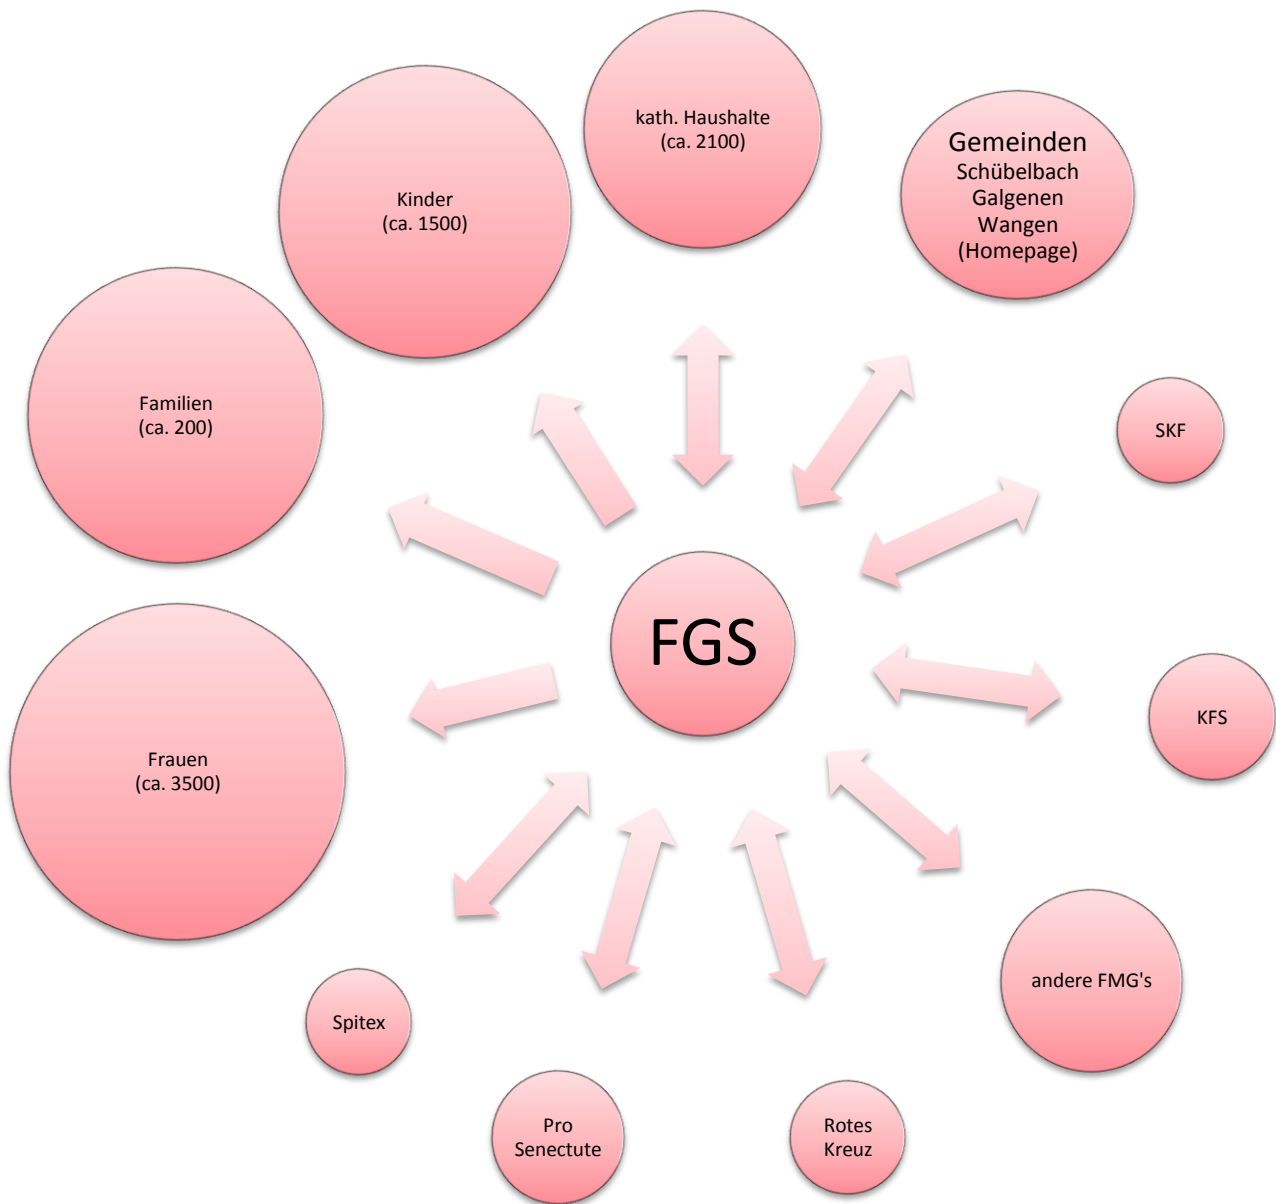 kath. Haushalte
(ca. 2100)
Gemeinden
Schübelbach
Galgenen
Wangen
(Homepage)
Kinder
(ca. 1500)
Familien
(ca. 200)
SKF
FGS
KFS
Frauen
(ca. 3500)
andere FMG's
Spitex
Pro
Senectute
Rotes
Kreuz